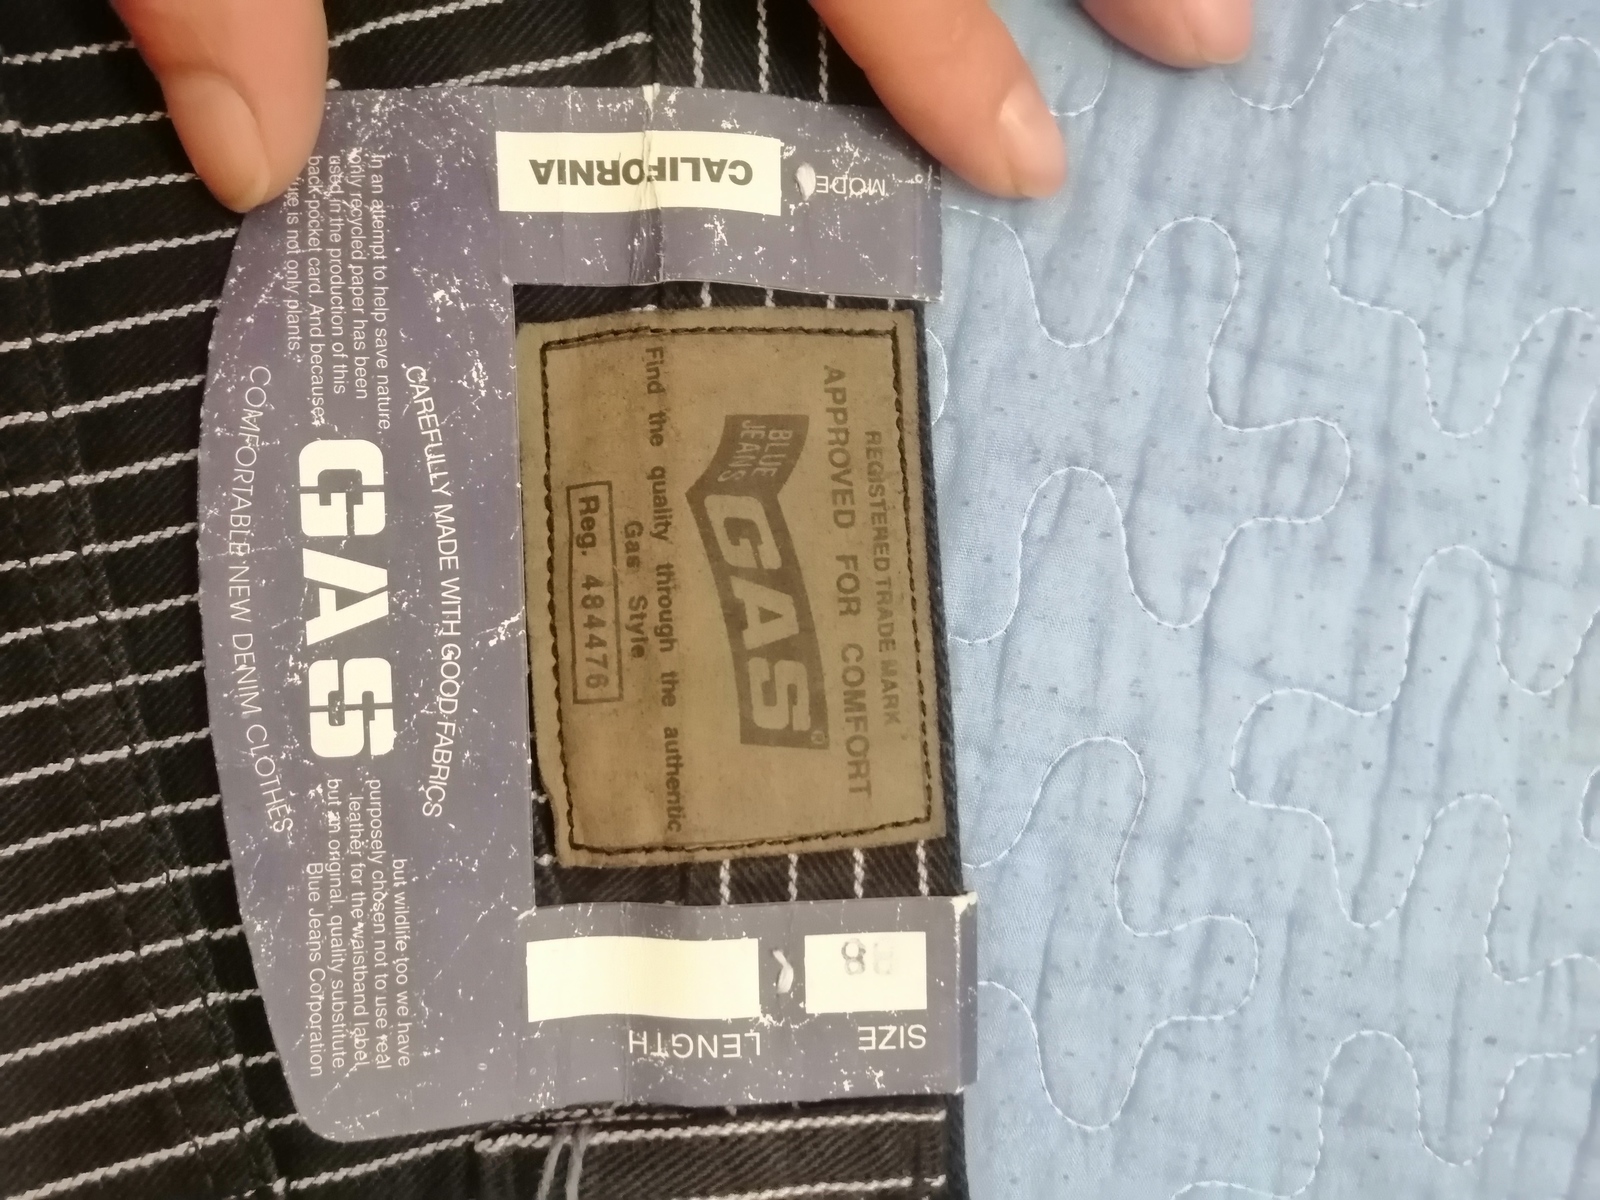 MODEL
CALIFORNIA
In an attempt to help save nature,
only recycled paper has been
used in the production of this
back pocket card. And because
is not only plants.
CAREFULLY MADE WITH GOOD FABRICS
GAS
COMFORTABLE NEW DENIM CLOTHES
but wildlife too we have
purposely chosen not to use real
leather for the waistband label,
but an original, quality substitute.
Blue Jeans Corporation
REGISTERED TRADE MARK
APPROVED FOR COMFORT
BLUE
JEANS
GAS®
Find the quality through the authentic
Gas Style
Reg. 484476
SIZE
LENGTH